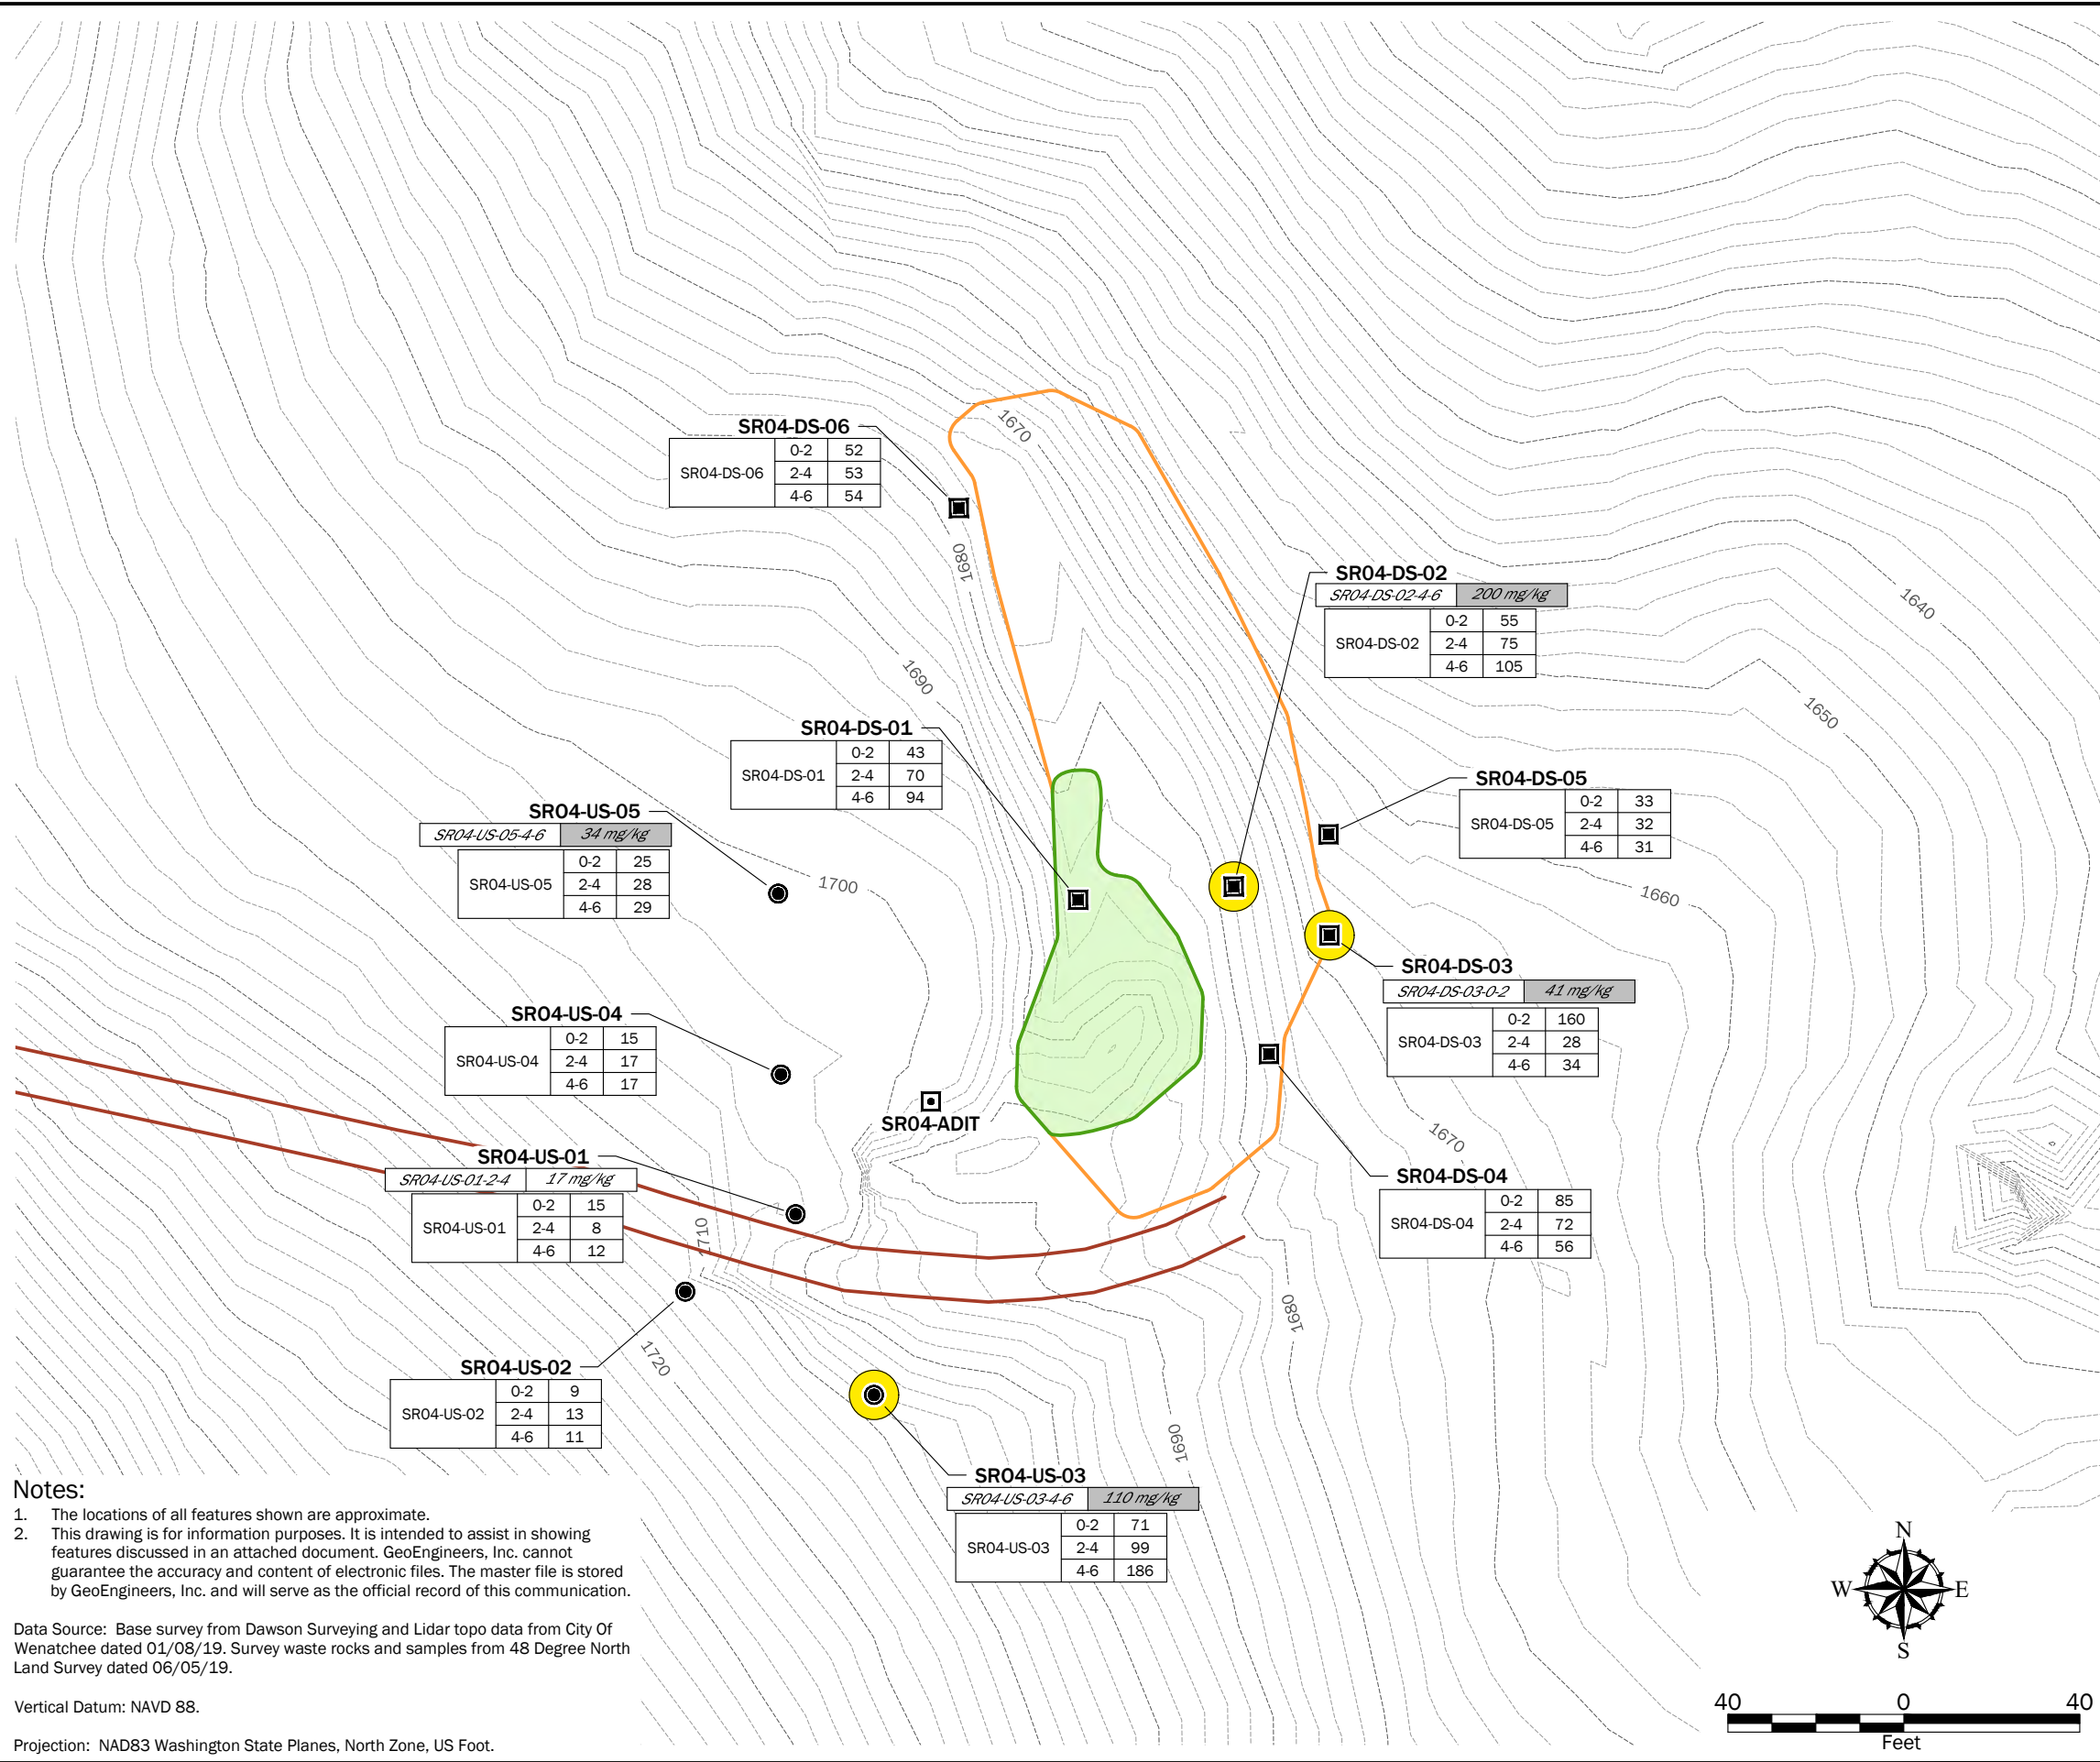 1670
SR04-DS-06
SR04-DS-06 0-2 52
2-4 53
4-6 54
1680
SR04-DS-02
SR04-DS-02-4-6 200 mg/kg
SR04-DS-02 0-2 55
2-4 75
4-6 105
1640
1690
1650
SR04-DS-01
SR04-DS-01 0-2 43
2-4 70
4-6 94
SR04-DS-05
SR04-DS-05 0-2 33
2-4 32
4-6 31
SR04-US-05
SR04-US-05-4-6 34 mg/kg
SR04-US-05 0-2 25
2-4 28
4-6 29
1700
1660
SR04-DS-03
SR04-DS-03-0-2 41 mg/kg
SR04-DS-03 0-2 160
2-4 28
4-6 34
SR04-US-04
SR04-US-04 0-2 15
2-4 17
4-6 17
SR04-ADIT
1670
SR04-US-01
SR04-US-01-2-4 17 mg/kg
SR04-US-01 0-2 15
2-4 8
4-6 12
1710
SR04-DS-04
SR04-DS-04 0-2 85
2-4 72
4-6 56
1680
1720
SR04-US-02
SR04-US-02 0-2 9
2-4 13
4-6 11
1690
SR04-US-03
SR04-US-03-4-6 110 mg/kg
SR04-US-03 0-2 71
2-4 99
4-6 186
Notes:
1. The locations of all features shown are approximate.
2. This drawing is for information purposes. It is intended to assist in showing
features discussed in an attached document. GeoEngineers, Inc. cannot
guarantee the accuracy and content of electronic files. The master file is stored
by GeoEngineers, Inc. and will serve as the official record of this communication.
Data Source: Base survey from Dawson Surveying and Lidar topo data from City Of
Wenatchee dated 01/08/19. Survey waste rocks and samples from 48 Degree North
Land Survey dated 06/05/19.
Vertical Datum: NAVD 88.
Projection: NAD83 Washington State Planes, North Zone, US Foot.
N
W E
S
40 0 40
Feet